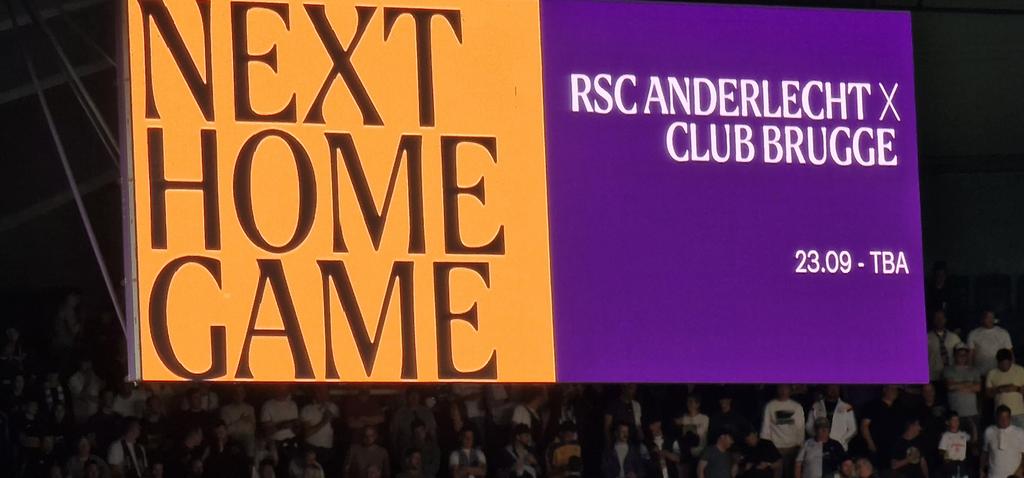 NEXT
HOME
GAME
RSC ANDERLECHT X
CLUB BRUGGE
23.09 - TBA